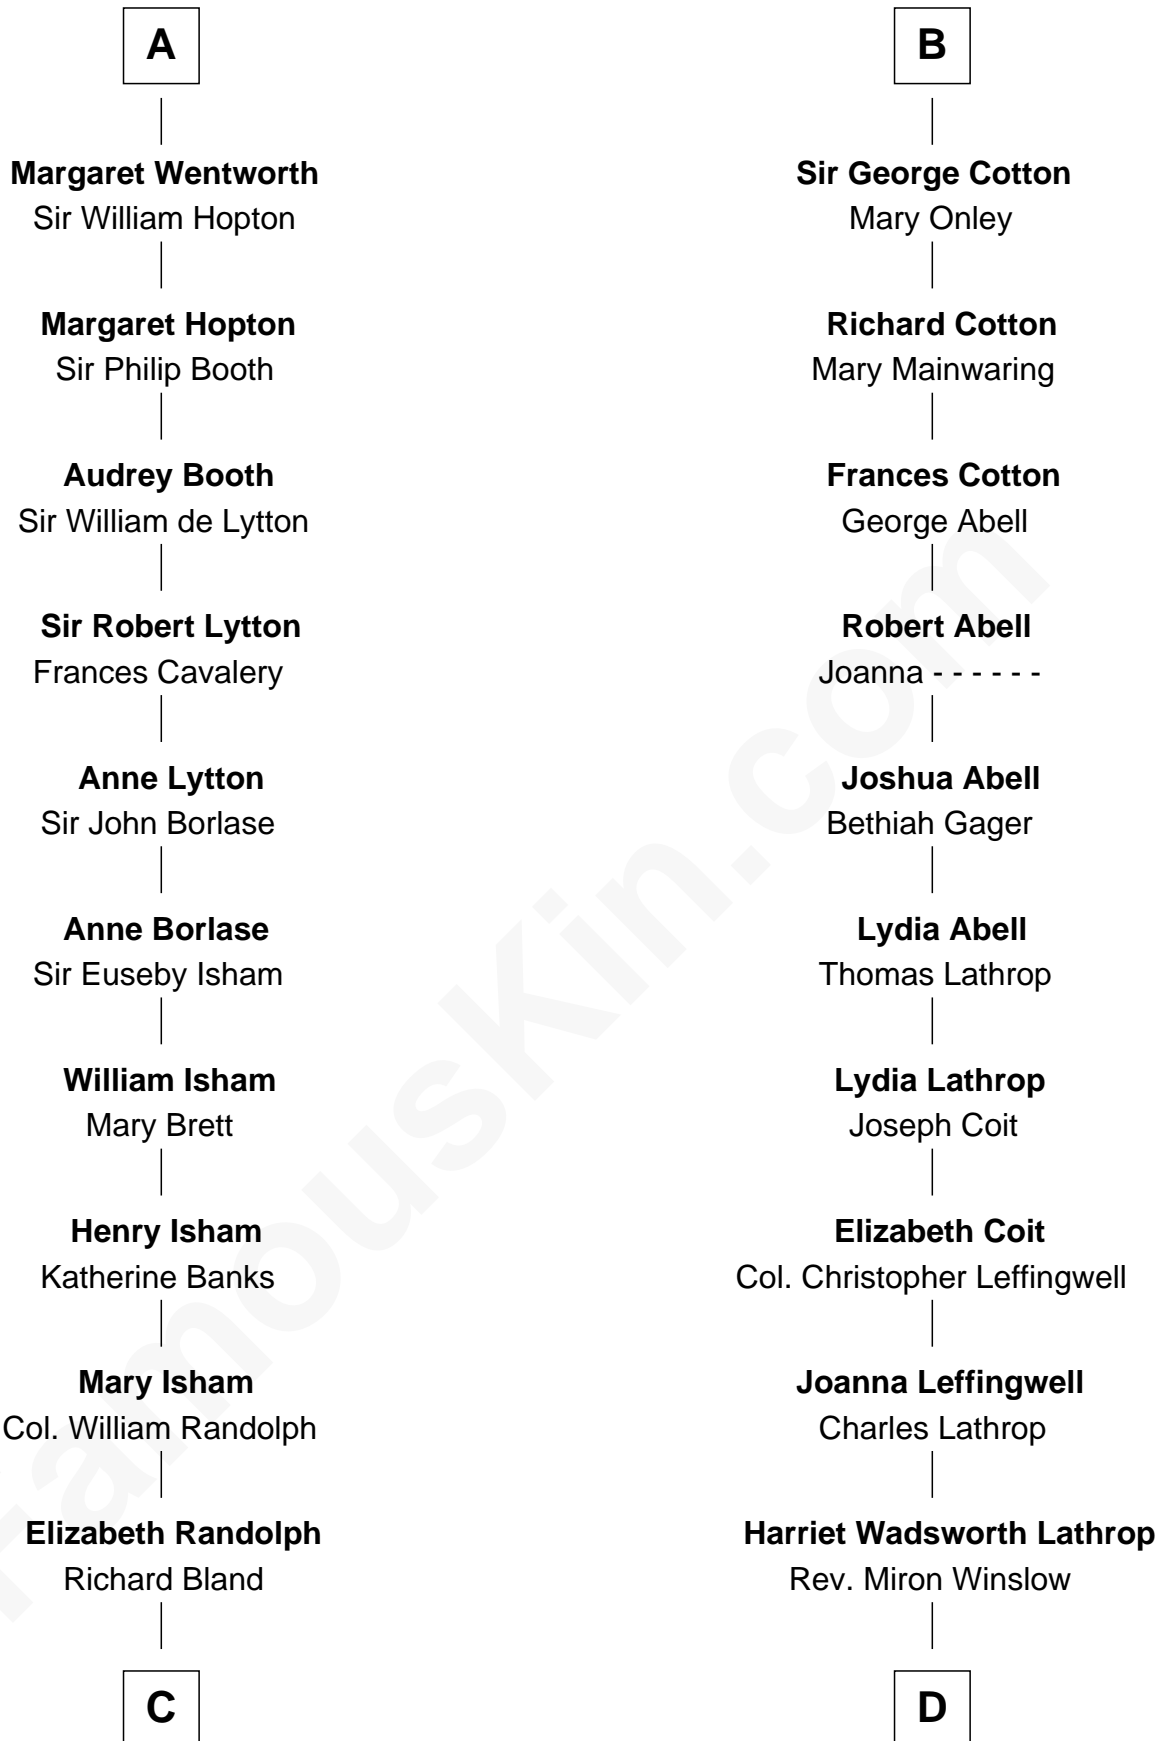 A
Margaret Wentworth
Sir William Hopton
Margaret Hopton
Sir Philip Booth
Audrey Booth
Sir William de Lytton
Sir Robert Lytton
Frances Cavalery
Anne Lytton
Sir John Borlase
Anne Borlase
Sir Euseby Isham
William Isham
Mary Brett
Henry Isham
Katherine Banks
Mary Isham
Col. William Randolph
Elizabeth Randolph
Richard Bland
C
B
Sir George Cotton
Mary Onley
Richard Cotton
Mary Mainwaring
Frances Cotton
George Abell
Robert Abell
Joanna - - - - - -
Joshua Abell
Bethiah Gager
Lydia Abell
Thomas Lathrop
Lydia Lathrop
Joseph Coit
Elizabeth Coit
Col. Christopher Leffingwell
Joanna Leffingwell
Charles Lathrop
Harriet Wadsworth Lathrop
Rev. Miron Winslow
D
FamousKin.com